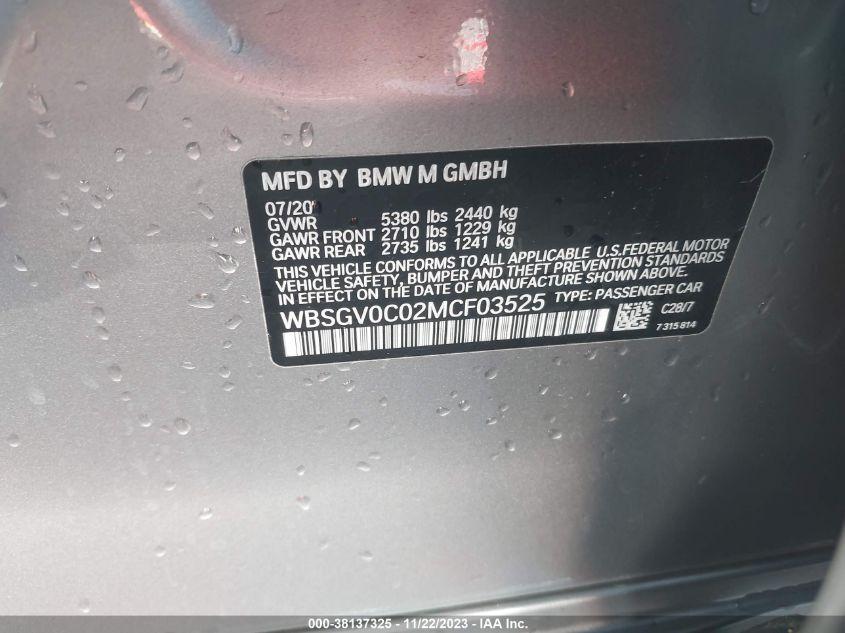 MFD BY BMW M GMBH
07/20
GVWR 5380 lbs 2440 kg
GAWR FRONT 2710 lbs 1229 kg
GAWR REAR 2735 lbs 1241 kg
THIS VEHICLE CONFORMS TO ALL APPLICABLE U.S.FEDERAL MOTOR
VEHICLE SAFETY, BUMPER AND THEFT PREVENTION STANDARDS
IN EFFECT ON THE DATE OF MANUFACTURE SHOWN ABOVE.
WBSGV0C02MCF03525 TYPE: PASSENGER CAR
C28/7
7 315 814
000-38137325 - 11/22/2023 - IAA Inc.